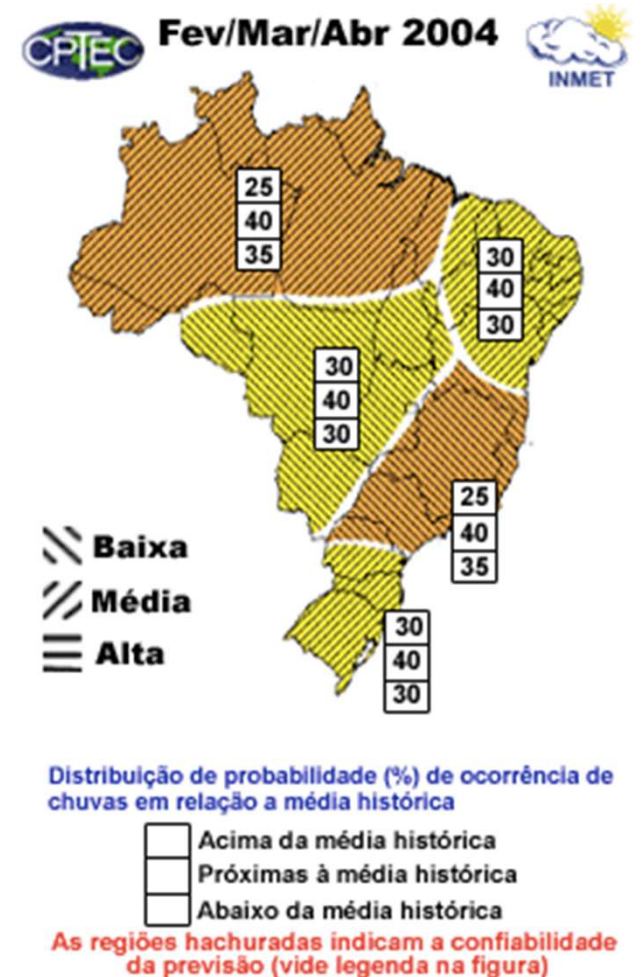 CPTEC
Fev/Mar/Abr 2004
INMET
25
40
35
30
40
30
30
40
30
25
40
35
30
40
30
Baixa
Média
Alta
Distribuição de probabilidade (%) de ocorrência de
chuvas em relação a média histórica
Acima da média histórica
Próximas à média histórica
Abaixo da média histórica
As regiões hachuradas indicam a confiabilidade
da previsão (vide legenda na figura)